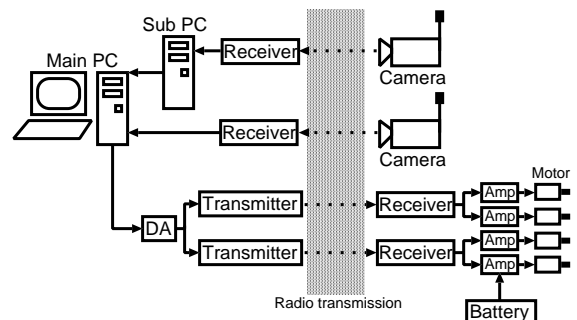 Sub PC
Main PC
Receiver
Camera
Receiver
Camera
Motor
Transmitter
Receiver
Amp
Amp
DA
Transmitter
Receiver
Amp
Amp
Radio transmission
Battery